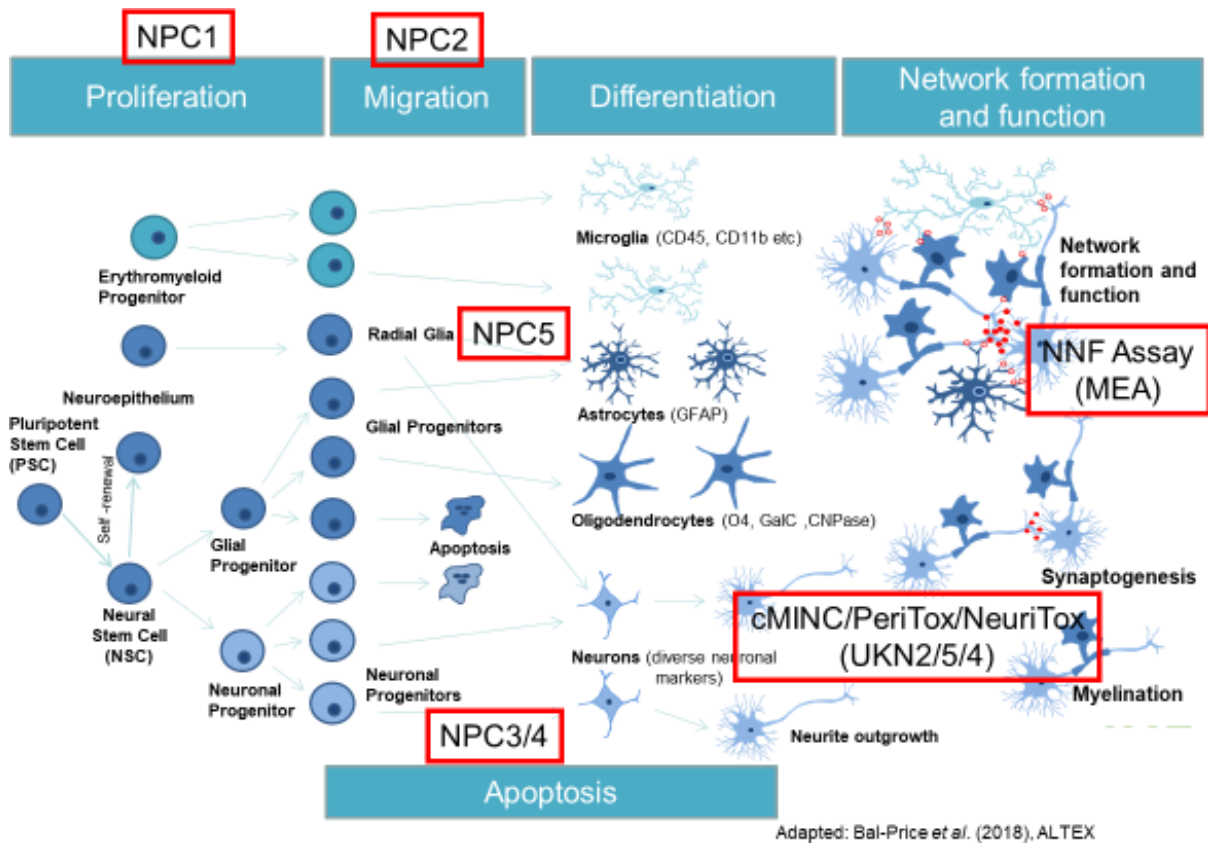 NPC1
NPC2
Proliferation
Migration
Differentiation
Network formation
and function
Erythromyeloid
Progenitor
Microglia (CD45, CD11b etc)
Network
formation and
function
Radial Glia
NPC5
NNF Assay
(MEA)
Neuroepithelium
Astrocytes (GFAP)
Pluripotent
Stem Cell
(PSC)
Self -renewal
Glial Progenitors
Glial
Progenitor
Apoptosis
Oligodendrocytes (O4, GalC ,CNPase)
Synaptogenesis
Neural
Stem Cell
(NSC)
cMINC/PeriTox/NeuriTox
(UKN2/5/4)
Neurons (diverse neuronal
markers)
Neuronal
Progenitor
Neuronal
Progenitors
Myelination
NPC3/4
Neurite outgrowth
Apoptosis
Adapted: Bal-Price et al. (2018), ALTEX